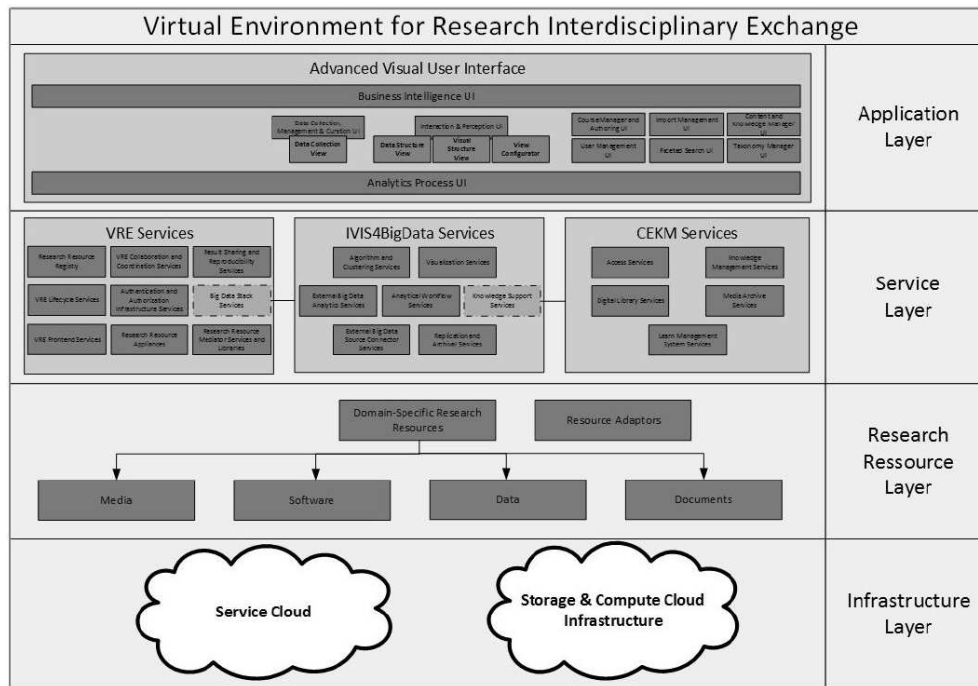 Virtual Environment for Research Interdisciplinary Exchange
Advanced Visual User Interface
Business Intelligence UI
Data Collection,
Management & Curation UI
Data Collection
View
Interaction & Perception UI
Data Structure
View
Visual
Structure
View
View
Configurator
Course Manager and
Authoring UI
Import Management UI
Content and
Knowledge Manager
UI
User Management UI
Faceted Search UI
Taxonomy Manager
UI
Analytics Process UI
Application
Layer
VRE Services
Research Resource
Registry
VRE Collaboration and
Coordination Services
Result Sharing and
Reproducibility
Services
VRE Lifecycle Services
Authentication and
Authorization
Infrastructure Services
Big Data Stack
Services
VRE Frontend Services
Research Resource
Appliances
Research Resource
Mediator Services and
Libraries
IVIS4BigData Services
Algorithm and
Clustering Services
Visualization Services
External Big Data
Analytics Services
Analytical Workflow
Services
Knowledge Support
Services
External Big Data
Source Connector
Services
Replication and
Archival Services
CEKM Services
Access Services
Knowledge
Management Services
Digital Library Services
Media Archive
Services
Learn Management
System Services
Service
Layer
Domain-Specific Research
Resources
Resource Adaptors
Media
Software
Data
Documents
Research
Ressource
Layer
Service Cloud
Storage & Compute Cloud
Infrastructure
Infrastructure
Layer